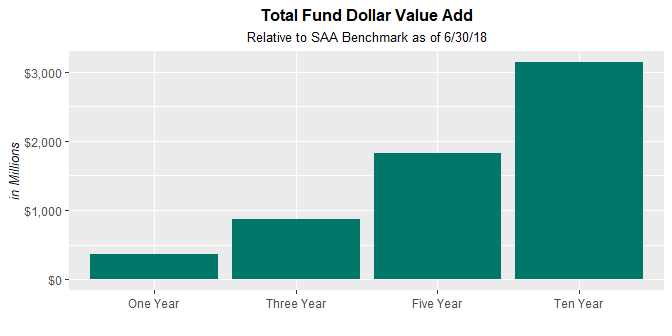 Total Fund Dollar Value Add
Relative to SAA Benchmark as of 6/30/18
in Millions
$3,000
$2,000
$1,000
$0
One Year
Three Year
Five Year
Ten Year